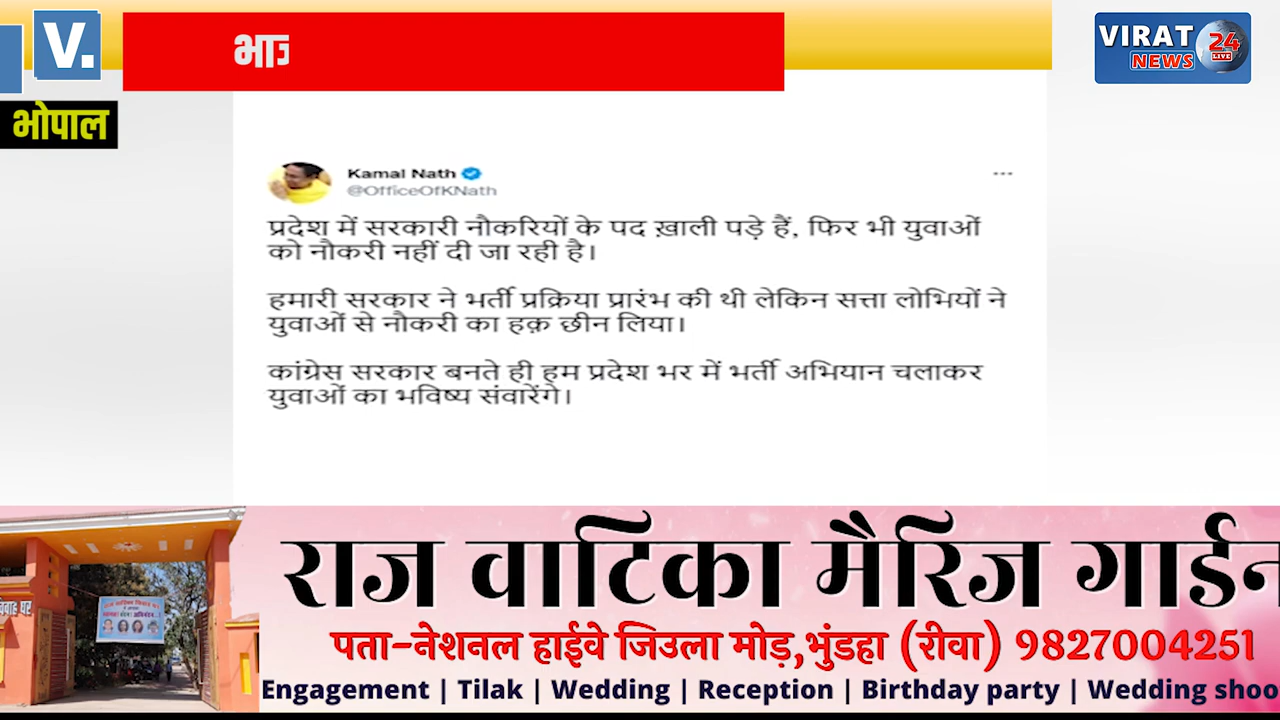 V.
VIRAT
NEWS
24
LIVE
भोपाल
Kamal Nath
@OfficeOfKNath
प्रदेश में सरकारी नौकरियों के पद ख़ाली पड़े हैं, फिर भी युवाओं
को नौकरी नहीं दी जा रही है।
हमारी सरकार ने भर्ती प्रक्रिया प्रारंभ की थी लेकिन सत्ता लोभियों ने
युवाओं से नौकरी का हक़ छीन लिया।
कांग्रेस सरकार बनते ही हम प्रदेश भर में भर्ती अभियान चलाकर
युवाओं का भविष्य संवारेंगे।
राज वाटिका मैरिज गार्डन
पता-नेशनल हाईवे जिउला मोड़,भुंडहा (रीवा) 9827004251
Engagement | Tilak | Wedding | Reception | Birthday party | Wedding shoo